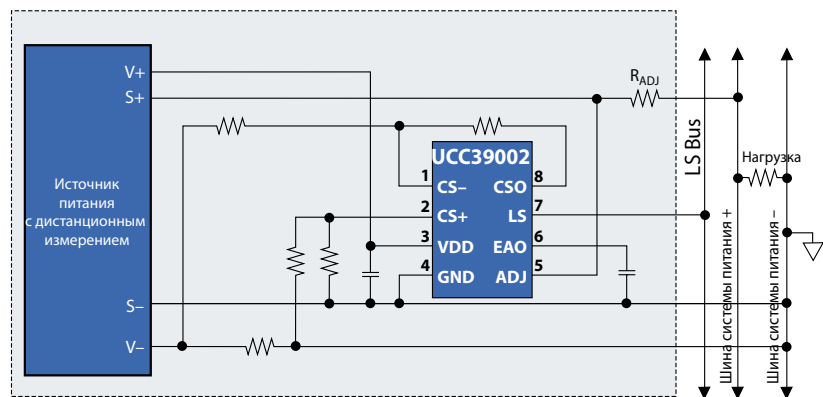 V+
S+
R_ADJ
LS Bus
Нагрузка
Источник
питания
с дистанционным
измерением
UCC39002
1 CS– CSO 8
2 CS+ LS 7
3 VDD EAO 6
4 GND ADJ 5
S–
V–
Шина системы питания +
Шина системы питания –